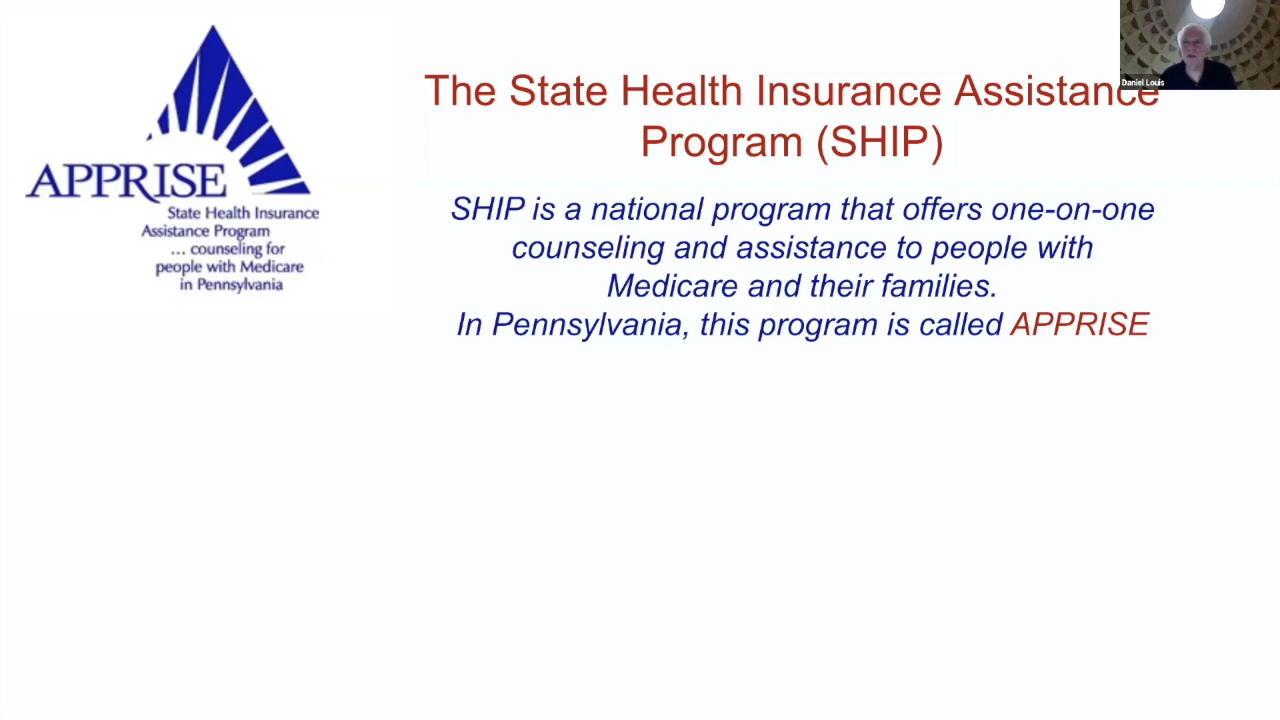 APPRISE
State Health Insurance
Assistance Program
... counseling for
people with Medicare
in Pennsylvania
The State Health Insurance Assistance
Program (SHIP)
SHIP is a national program that offers one-on-one
counseling and assistance to people with
Medicare and their families.
In Pennsylvania, this program is called APPRISE
Daniel Louis